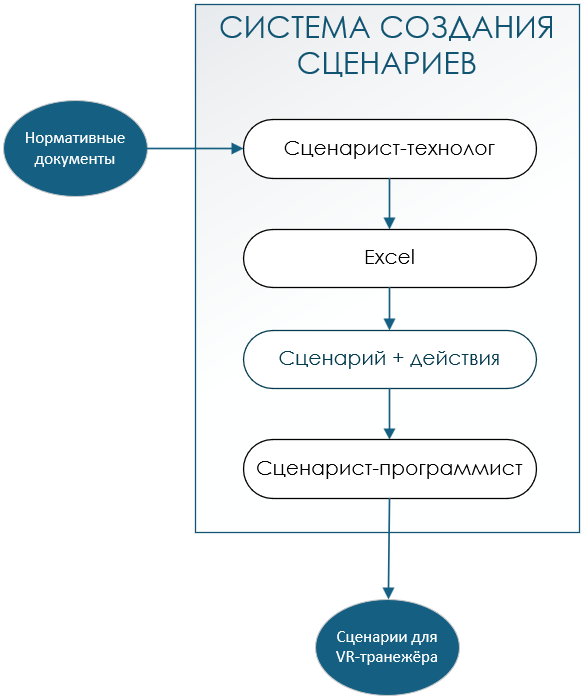 СИСТЕМА СОЗДАНИЯ
СЦЕНАРИЕВ
Нормативные
документы
Сценарист-технолог
Excel
Сценарий + действия
Сценарист-программист
Сценарии для
VR-транежёра